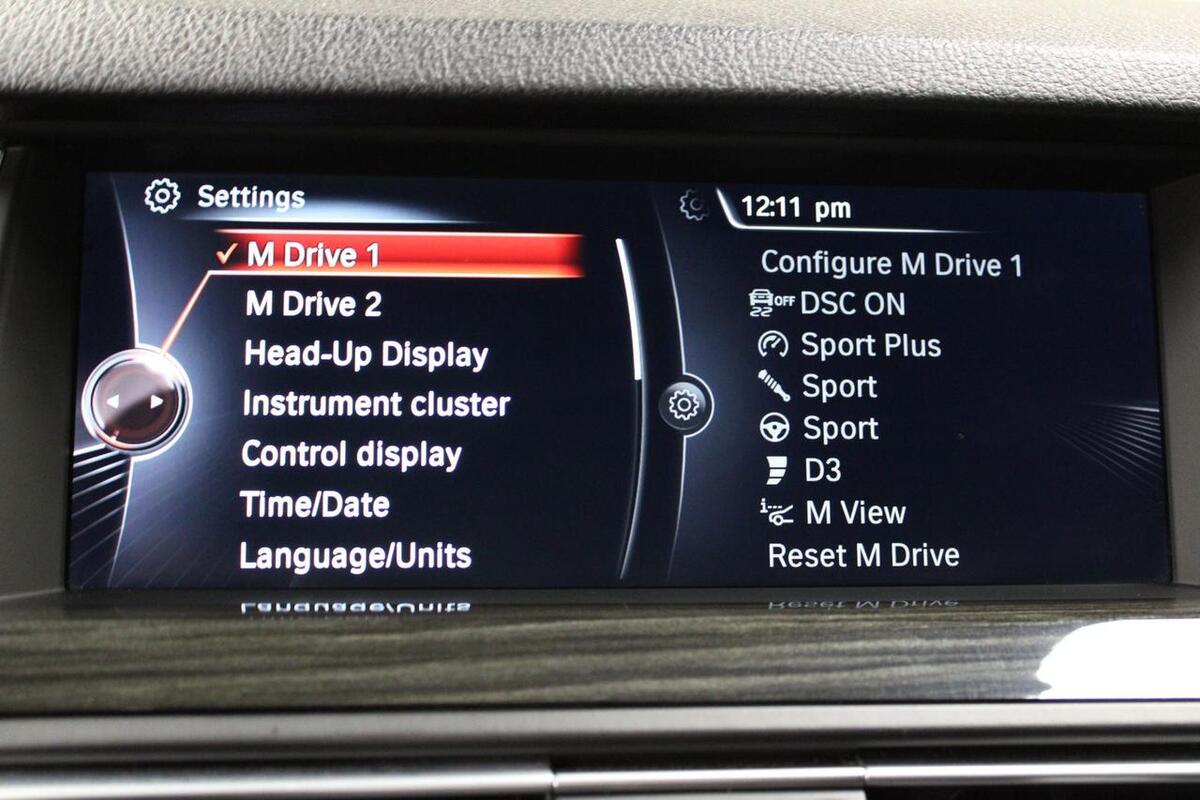 Settings
M Drive 1
M Drive 2
Head-Up Display
Instrument cluster
Control display
Time/Date
Language/Units
12:11 pm
Configure M Drive 1
OFF DSC ON
Sport Plus
Sport
Sport
D3
M View
Reset M Drive